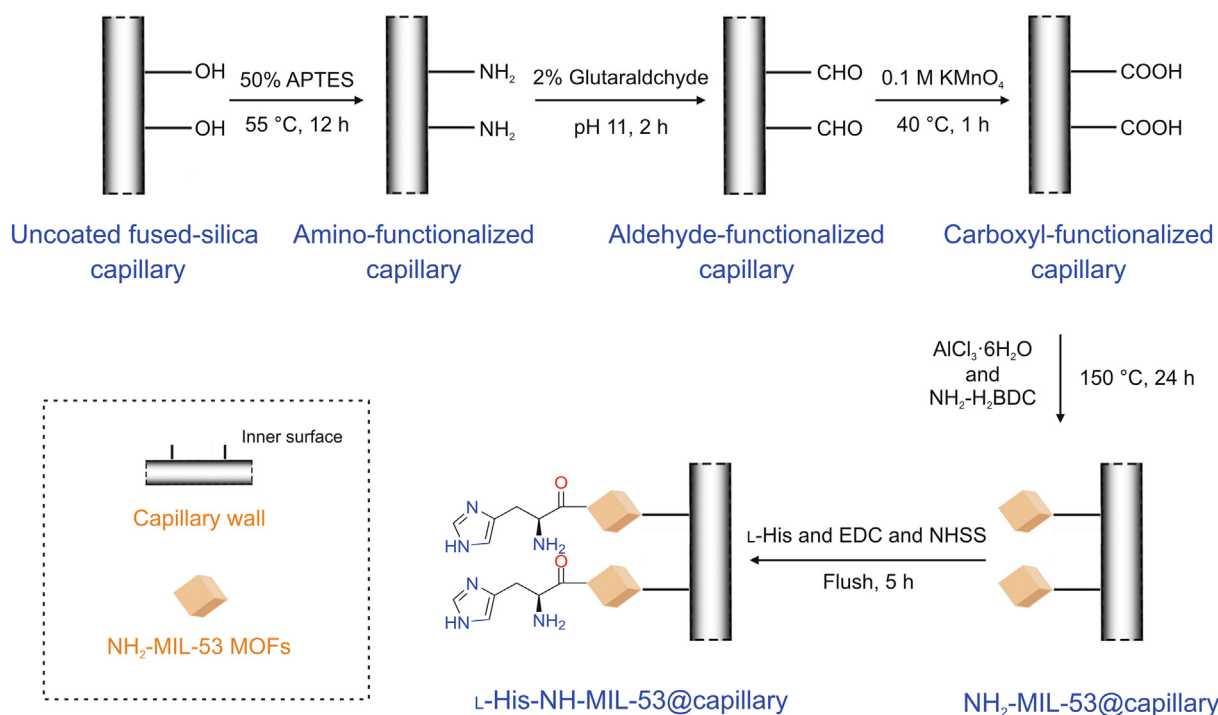 OH
OH
50% APTES
55 °C, 12 h
NH₂
NH₂
2% Glutaraldchyde
pH 11, 2 h
CHO
CHO
0.1 M KMnO₄
40 °C, 1 h
COOH
COOH
Uncoated fused-silica
capillary
Amino-functionalized
capillary
Aldehyde-functionalized
capillary
Carboxyl-functionalized
capillary
AlCl₃·6H₂O
and
NH₂-H₂BDC
150 °C, 24 h
Inner surface
Capillary wall
NH₂-MIL-53 MOFs
O
N
HN
NH₂
O
N
HN
NH₂
L-His and EDC and NHSS
Flush, 5 h
L-His-NH-MIL-53@capillary
NH₂-MIL-53@capillary